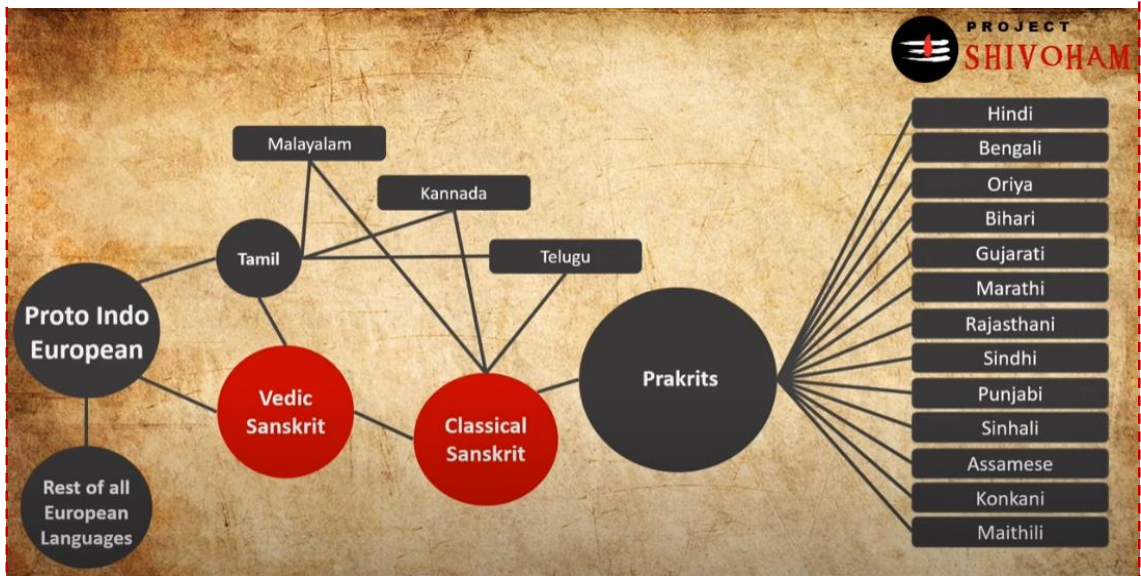 PROJECT
SHIVOHAM
Malayalam
Kannada
Tamil
Telugu
Proto Indo
European
Vedic
Sanskrit
Classical
Sanskrit
Prakrits
Rest of all
European
Languages
Hindi
Bengali
Oriya
Bihari
Gujarati
Marathi
Rajasthani
Sindhi
Punjabi
Sinhali
Assamese
Konkani
Maithili